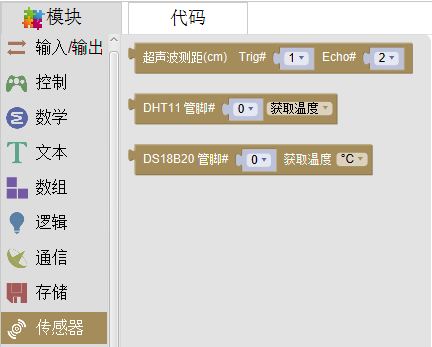 模块
代码
输入/输出
控制
数学
文本
数组
逻辑
通信
存储
传感器
超声波测距(cm) Trig# 1 Echo# 2
DHT11 管脚# 0 获取温度
DS18B20 管脚# 0 获取温度 °C